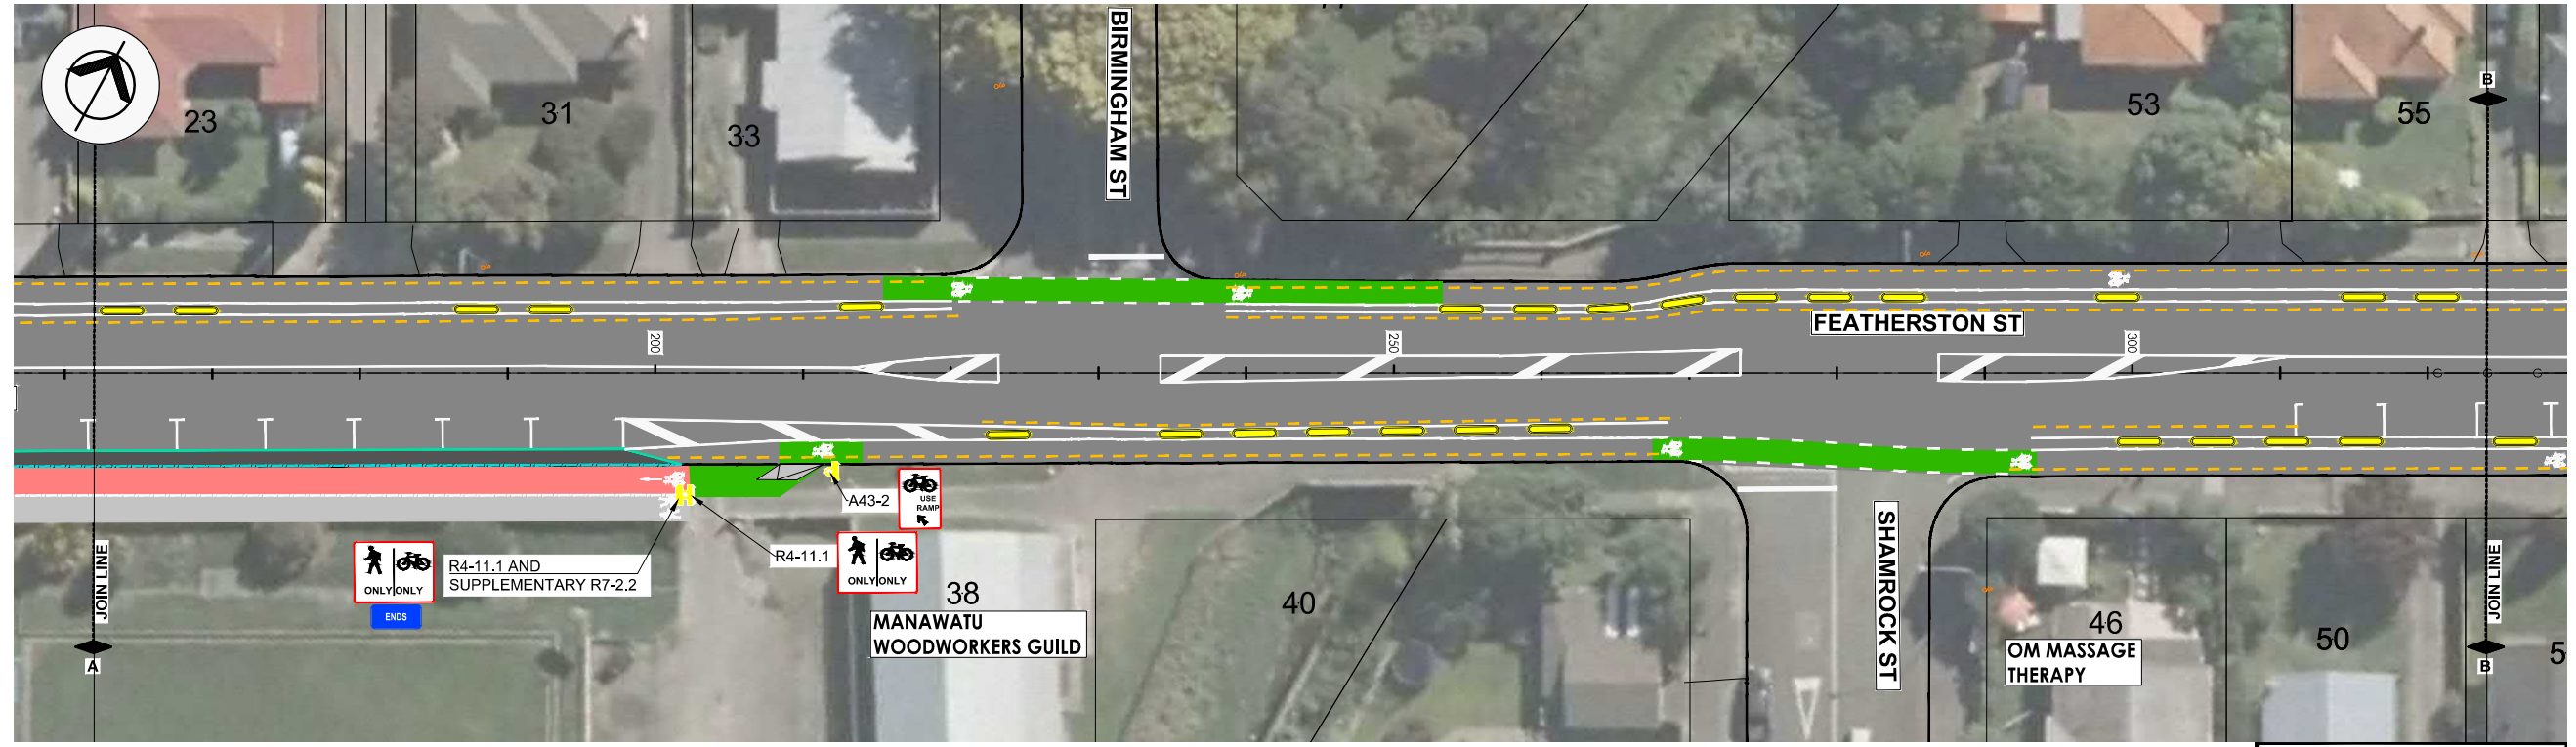 BIRMINGHAM ST
23
31
33
53
55
B
200
250
300
FEATHERSTON ST
G
G
G
A43-2
USE
RAMP
R4-11.1
ONLY ONLY
R4-11.1 AND
SUPPLEMENTARY R7-2.2
ONLY ONLY
ENDS
38
MANAWATU
WOODWORKERS GUILD
40
SHAMROCK ST
46
OM MASSAGE
THERAPY
50
5
JOIN LINE
A
JOIN LINE
B